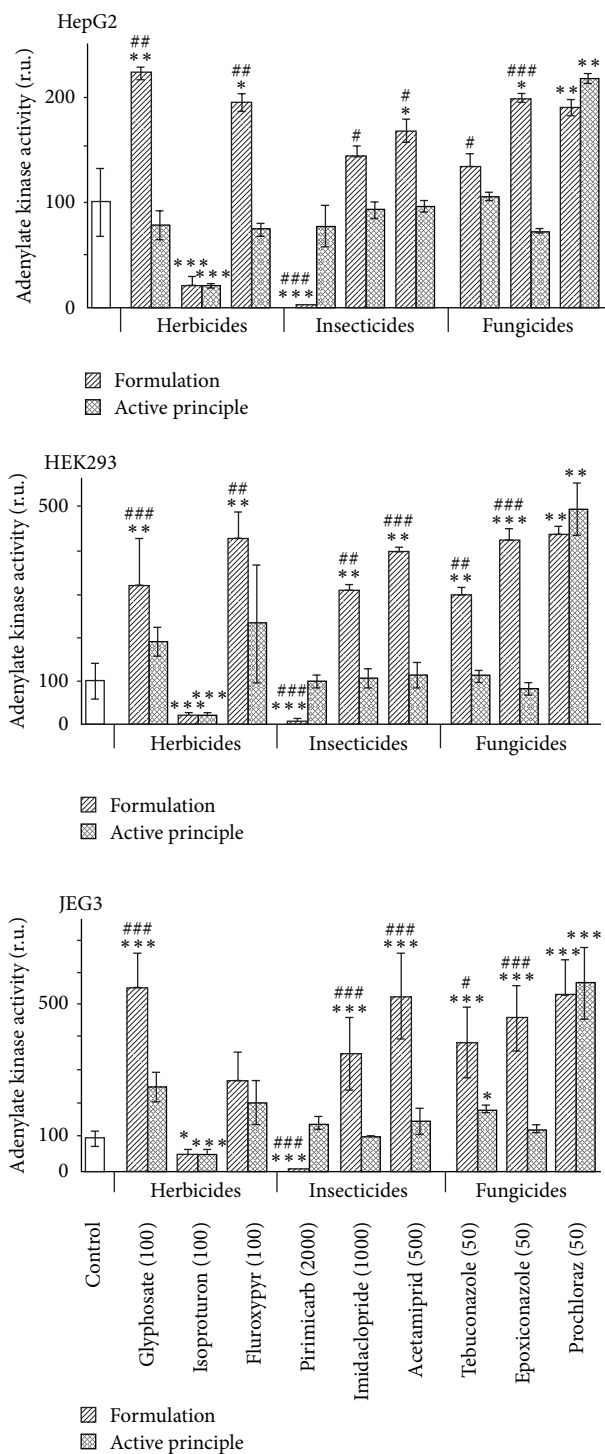 HepG2
Adenylate kinase activity (r.u.)
200
100
0
##
**
***
***
##
*
###
***
#
#
*
#
###
*
**
**
Herbicides Insecticides Fungicides
Formulation
Active principle
HEK293
Adenylate kinase activity (r.u.)
500
100
0
###
**
***
***
##
**
###
***
##
**
###
**
##
**
###
***
**
**
Herbicides Insecticides Fungicides
Formulation
Active principle
JEG3
Adenylate kinase activity (r.u.)
500
100
0
###
***
*
***
###
***
###
***
###
***
#
***
*
###
***
***
***
Herbicides Insecticides Fungicides
Control
Glyphosate (100)
Isoproturon (100)
Fluroxypyr (100)
Pirimicarb (2000)
Imidaclopride (1000)
Acetamiprid (500)
Tebuconazole (50)
Epoxiconazole (50)
Prochloraz (50)
Formulation
Active principle